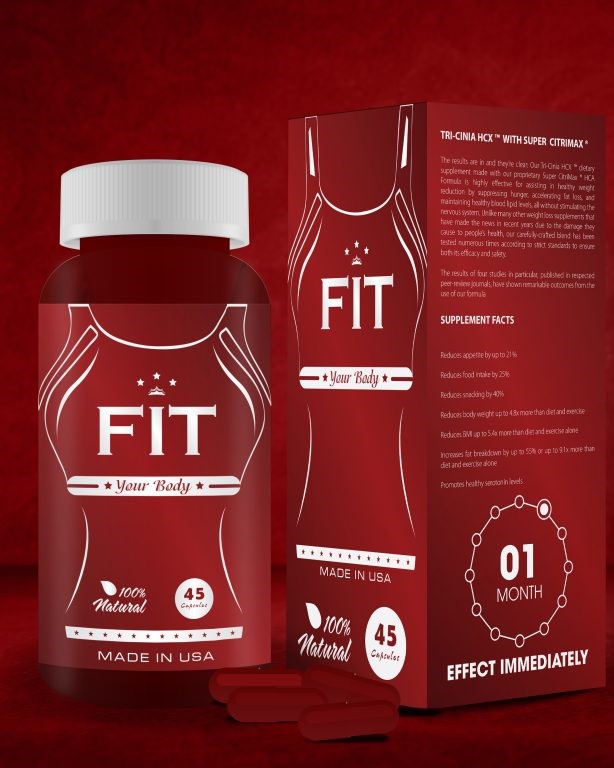 FIT
Your Body
100%
Natural
45
Capsules
MADE IN USA
FIT
Your Body
MADE IN USA
100%
Natural
45
Capsules
TRI-CINIA HCX ™ WITH SUPER CITRIMAX ®
The results are in and they're clear. Our Tri-Cinia HCX ™ dietary
supplement made with our proprietary Super CitriMax ® HCA
Formula is highly effective for assisting in healthy weight
reduction by suppressing hunger, accelerating fat loss, and
maintaining healthy blood lipid levels, all without stimulating the
nervous system. Unlike many other weight loss supplements that
have made the news in recent years due to the damage they
cause to people's health, our carefully-crafted blend has been
tested numerous times according to strict standards to ensure
both its efficacy and safety.
The results of four studies in particular, published in respected
peer-review journals, have shown remarkable outcomes from the
use of our formula
SUPPLEMENT FACTS
Reduces appetite by up to 21%
Reduces food intake by 25%
Reduces snacking by 40%
Reduces body weight up to 4.8x more than diet and exercise
Reduces BMI up to 5.4x more than diet and exercise alone
Increases fat breakdown by up to 55% or up to 9.1x more than
diet and exercise alone
Promotes healthy serotonin levels
01
MONTH
EFFECT IMMEDIATELY